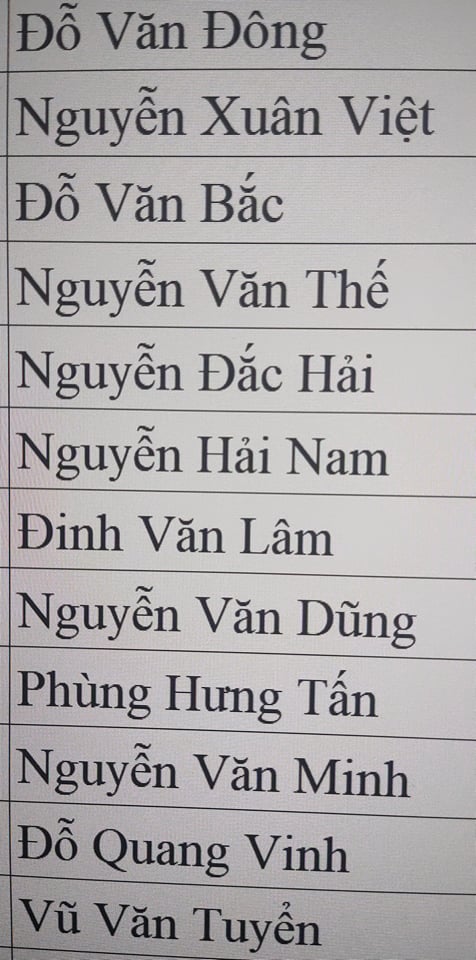 Đỗ Văn Đông
Nguyễn Xuân Việt
Đỗ Văn Bắc
Nguyễn Văn Thế
Nguyễn Đắc Hải
Nguyễn Hải Nam
Đinh Văn Lâm
Nguyễn Văn Dũng
Phùng Hưng Tấn
Nguyễn Văn Minh
Đỗ Quang Vinh
Vũ Văn Tuyển